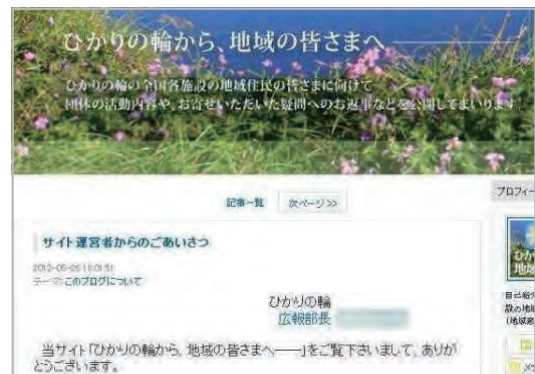 ひかりの輪から、地域の皆さまへ
ひかりの輪の全国各施設の地域住民の皆さまに向けて
団体の活動内容や、お寄せいただいた疑問へのお返事などを公開してまいります
記事一覧 次ページ >>
プロフィー
サイト運営者からのごあいさつ
テーマ:このブログについて
ひかりの輪
広報部長
当サイト「ひかりの輪から、地域の皆さまへ――」をご覧下さいまして、ありが
とうございます。